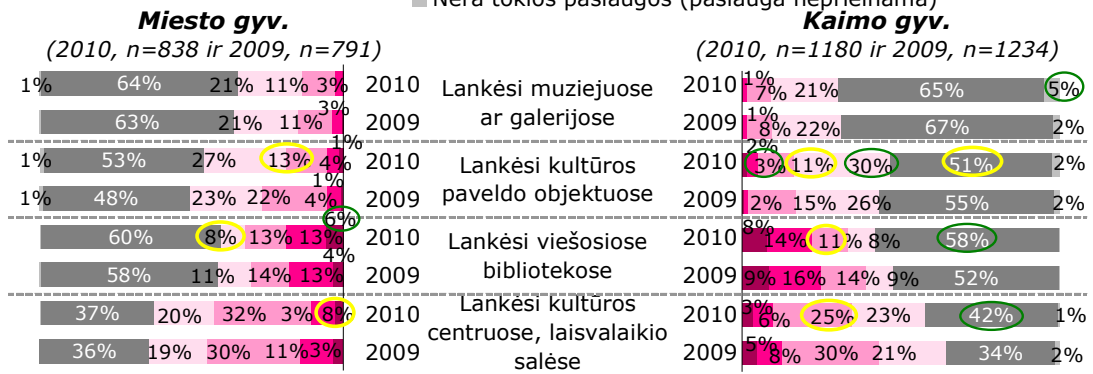 Nėra tokios paslaugos (paslauga neprieinama)
Miesto gyv.
(2010, n=838 ir 2009, n=791)
Kaimo gyv.
(2010, n=1180 ir 2009, n=1234)
1% 64% 21% 11% 3% 2010 Lankėsi muziejuose 2010 1% 7% 21% 65% 5%
63% 21% 11% 3% 2009 ar galerijose 2009 1% 8% 22% 67% 2%
1% 53% 27% 13% 4% 1% 2010 Lankėsi kultūros 2010 2% 3% 11% 30% 51% 2%
1% 48% 23% 22% 4% 1% 2009 paveldo objektuose 2009 2% 15% 26% 55% 2%
60% 8% 13% 13% 6% 2010 Lankėsi viešosiose 2010 8% 14% 11% 8% 58%
58% 11% 14% 13% 4% 2009 bibliotekose 2009 9% 16% 14% 9% 52%
37% 20% 32% 3% 8% 2010 Lankėsi kultūros 2010 3% 6% 25% 23% 42% 1%
centruose, laisvalaikio
36% 19% 30% 11% 3% 2009 salėse 2009 5% 8% 30% 21% 34% 2%